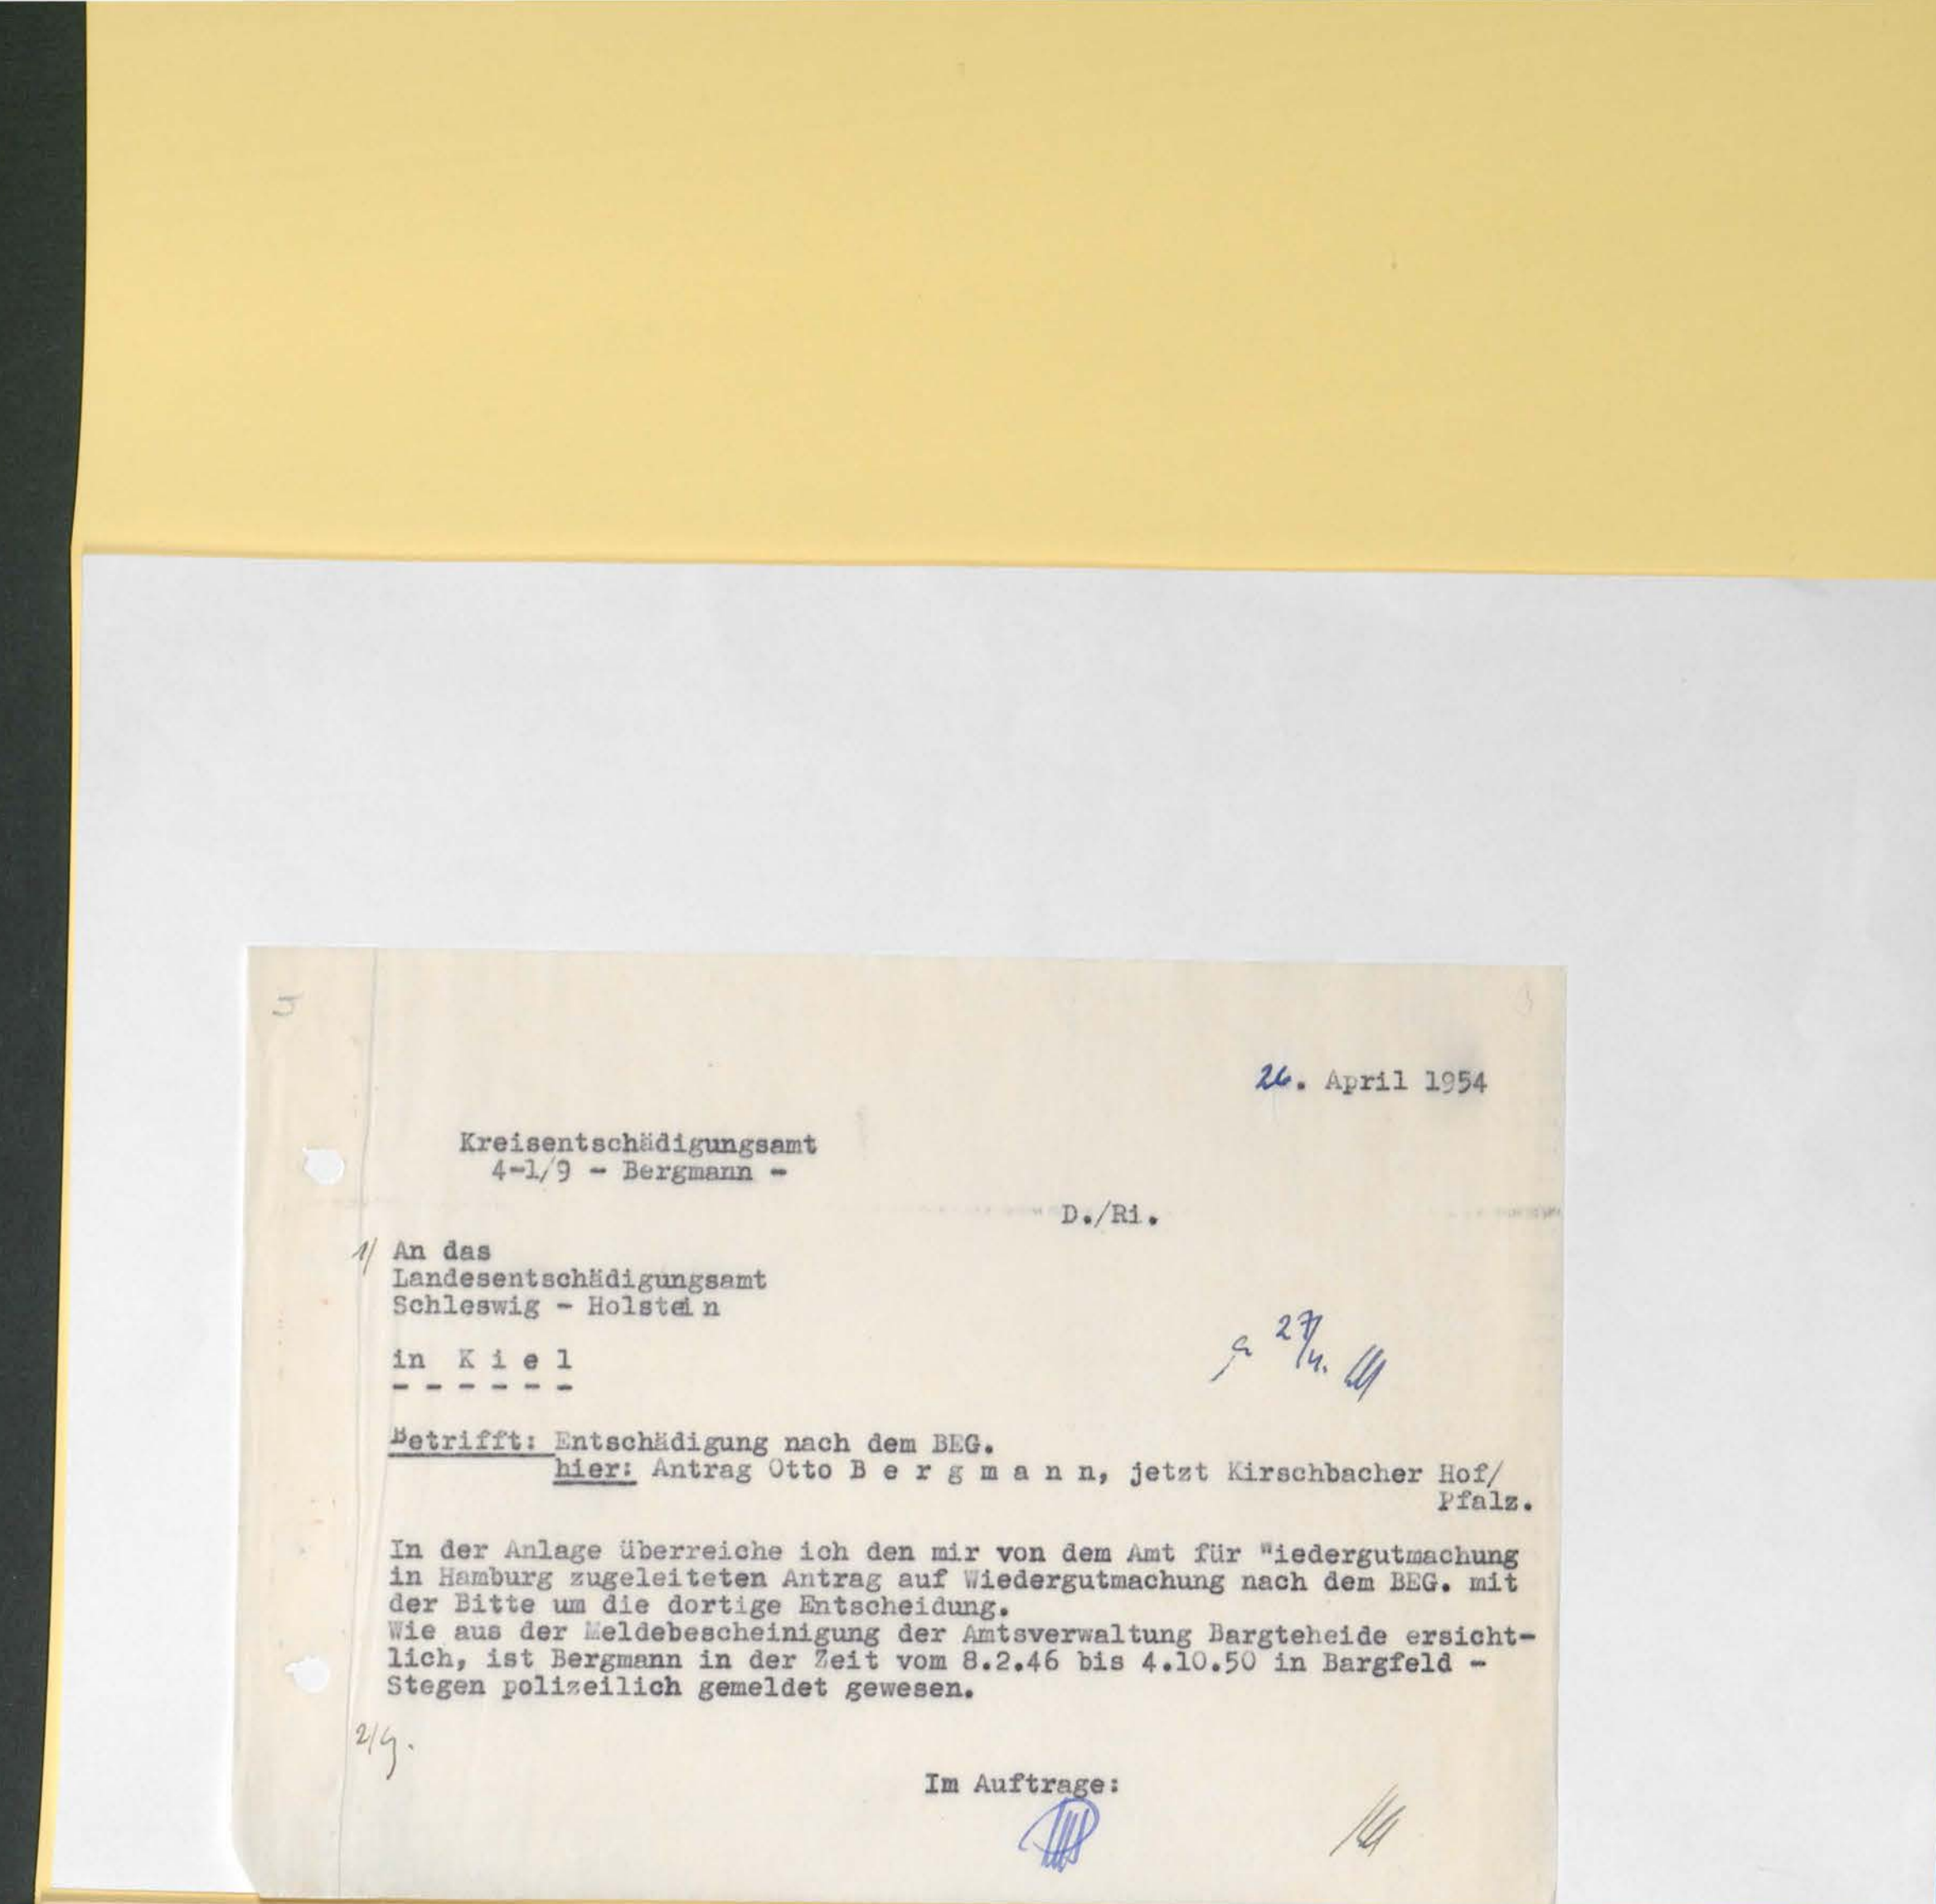 26. April 1954
Kreisentschädigungsamt
4-1/9 - Bergmann -
D./Ri.
1/ An das
Landesentschädigungsamt
Schleswig - Holstein
27/4.
in K i e l
- - - - - -
Betrifft: Entschädigung nach dem BEG.
hier: Antrag Otto B e r g m a n n, jetzt Kirschbacher Hof/
Pfalz.
In der Anlage überreiche ich den mir von dem Amt für Wiedergutmachung
in Hamburg zugeleiteten Antrag auf Wiedergutmachung nach dem BEG. mit
der Bitte um die dortige Entscheidung.
Wie aus der Meldebescheinigung der Amtsverwaltung Bargteheide ersicht-
lich, ist Bergmann in der Zeit vom 8.2.46 bis 4.10.50 in Bargfeld -
Stegen polizeilich gemeldet gewesen.
2/
Im Auftrage: